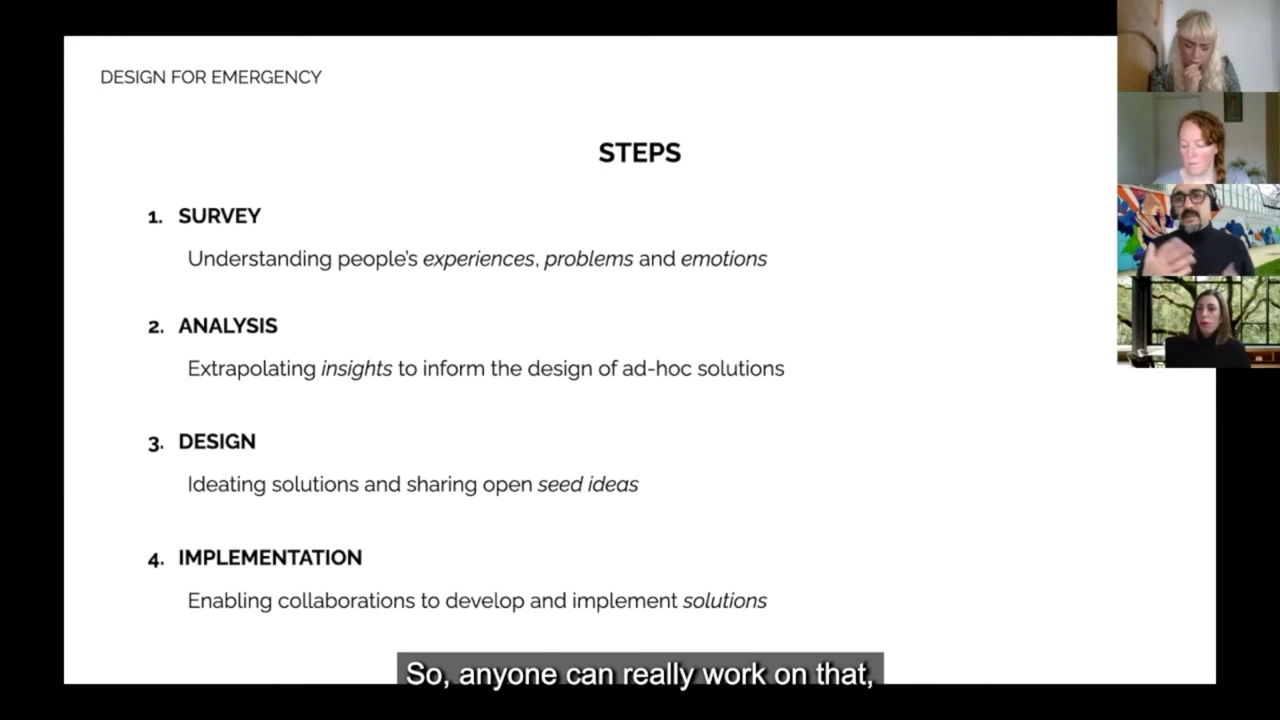 DESIGN FOR EMERGENCY
STEPS
1. SURVEY
Understanding people's experiences, problems and emotions
2. ANALYSIS
Extrapolating insights to inform the design of ad-hoc solutions
3. DESIGN
Ideating solutions and sharing open seed ideas
4. IMPLEMENTATION
Enabling collaborations to develop and implement solutions
So, anyone can really work on that,